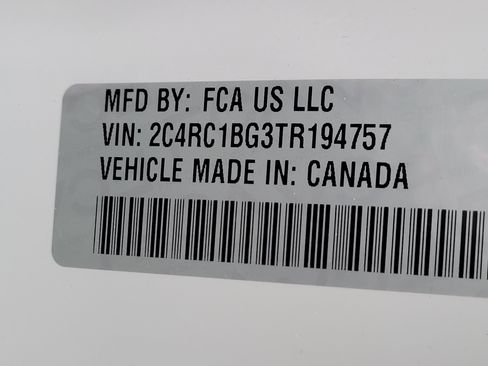 MFD BY: FCA US LLC
VIN: 2C4RC1BG3TR194757
VEHICLE MADE IN: CANADA